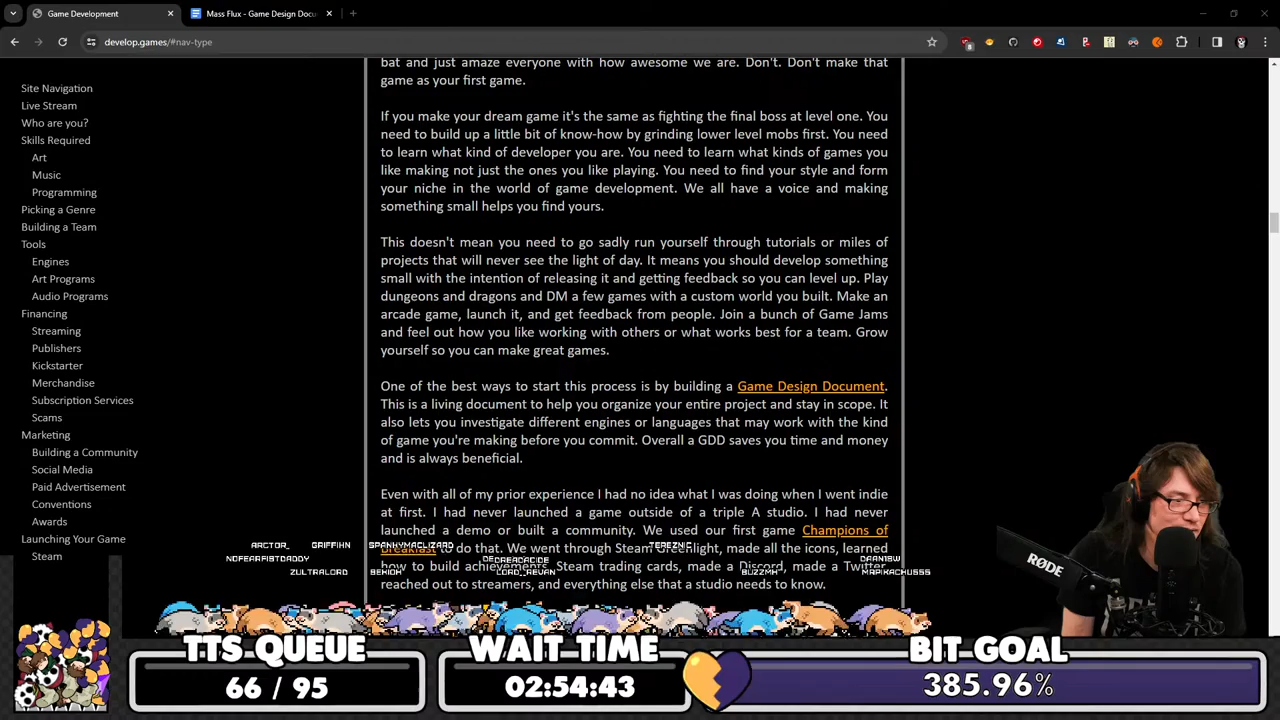 Game Development
Mass Flux - Game Design Docu
develop.games/#nav-type
Site Navigation
Live Stream
Who are you?
Skills Required
Art
Music
Programming
Picking a Genre
Building a Team
Tools
Engines
Art Programs
Audio Programs
Financing
Streaming
Publishers
Kickstarter
Merchandise
Subscription Services
Scams
Marketing
Building a Community
Social Media
Paid Advertisement
Conventions
Awards
Launching Your Game
Steam
bat and just amaze everyone with how awesome we are. Don't. Don't make that
game as your first game.
If you make your dream game it's the same as fighting the final boss at level one. You
need to build up a little bit of know-how by grinding lower level mobs first. You need
to learn what kind of developer you are. You need to learn what kinds of games you
like making not just the ones you like playing. You need to find your style and form
your niche in the world of game development. We all have a voice and making
something small helps you find yours.
This doesn't mean you need to go sadly run yourself through tutorials or miles of
projects that will never see the light of day. It means you should develop something
small with the intention of releasing it and getting feedback so you can level up. Play
dungeons and dragons and DM a few games with a custom world you built. Make an
arcade game, launch it, and get feedback from people. Join a bunch of Game Jams
and feel out how you like working with others or what works best for a team. Grow
yourself so you can make great games.
One of the best ways to start this process is by building a Game Design Document.
This is a living document to help you organize your entire project and stay in scope. It
also lets you investigate different engines or languages that may work with the kind
of game you're making before you commit. Overall a GDD saves you time and money
and is always beneficial.
Even with all of my prior experience I had no idea what I was doing when I went indie
at first. I had never launched a game outside of a triple A studio. I had never
launched a demo or built a community. We used our first game Champions of
Breakfast to do that. We went through Steam Greenlight, made all the icons, learned
how to build achievements, Steam trading cards, made a Discord, made a Twitter,
reached out to streamers, and everything else that a studio needs to know.
ARCTOR_ GRIFFIHN SPANKYMACLIZARD
NOFEARFISTDADDY
ZULTRALORD BEHIOH LORD_REVAN BUZZMH MAPIKACHU555
RØDE
TTS QUEUE
66 / 95
WAIT TIME
02:54:43
BIT GOAL
385.96%